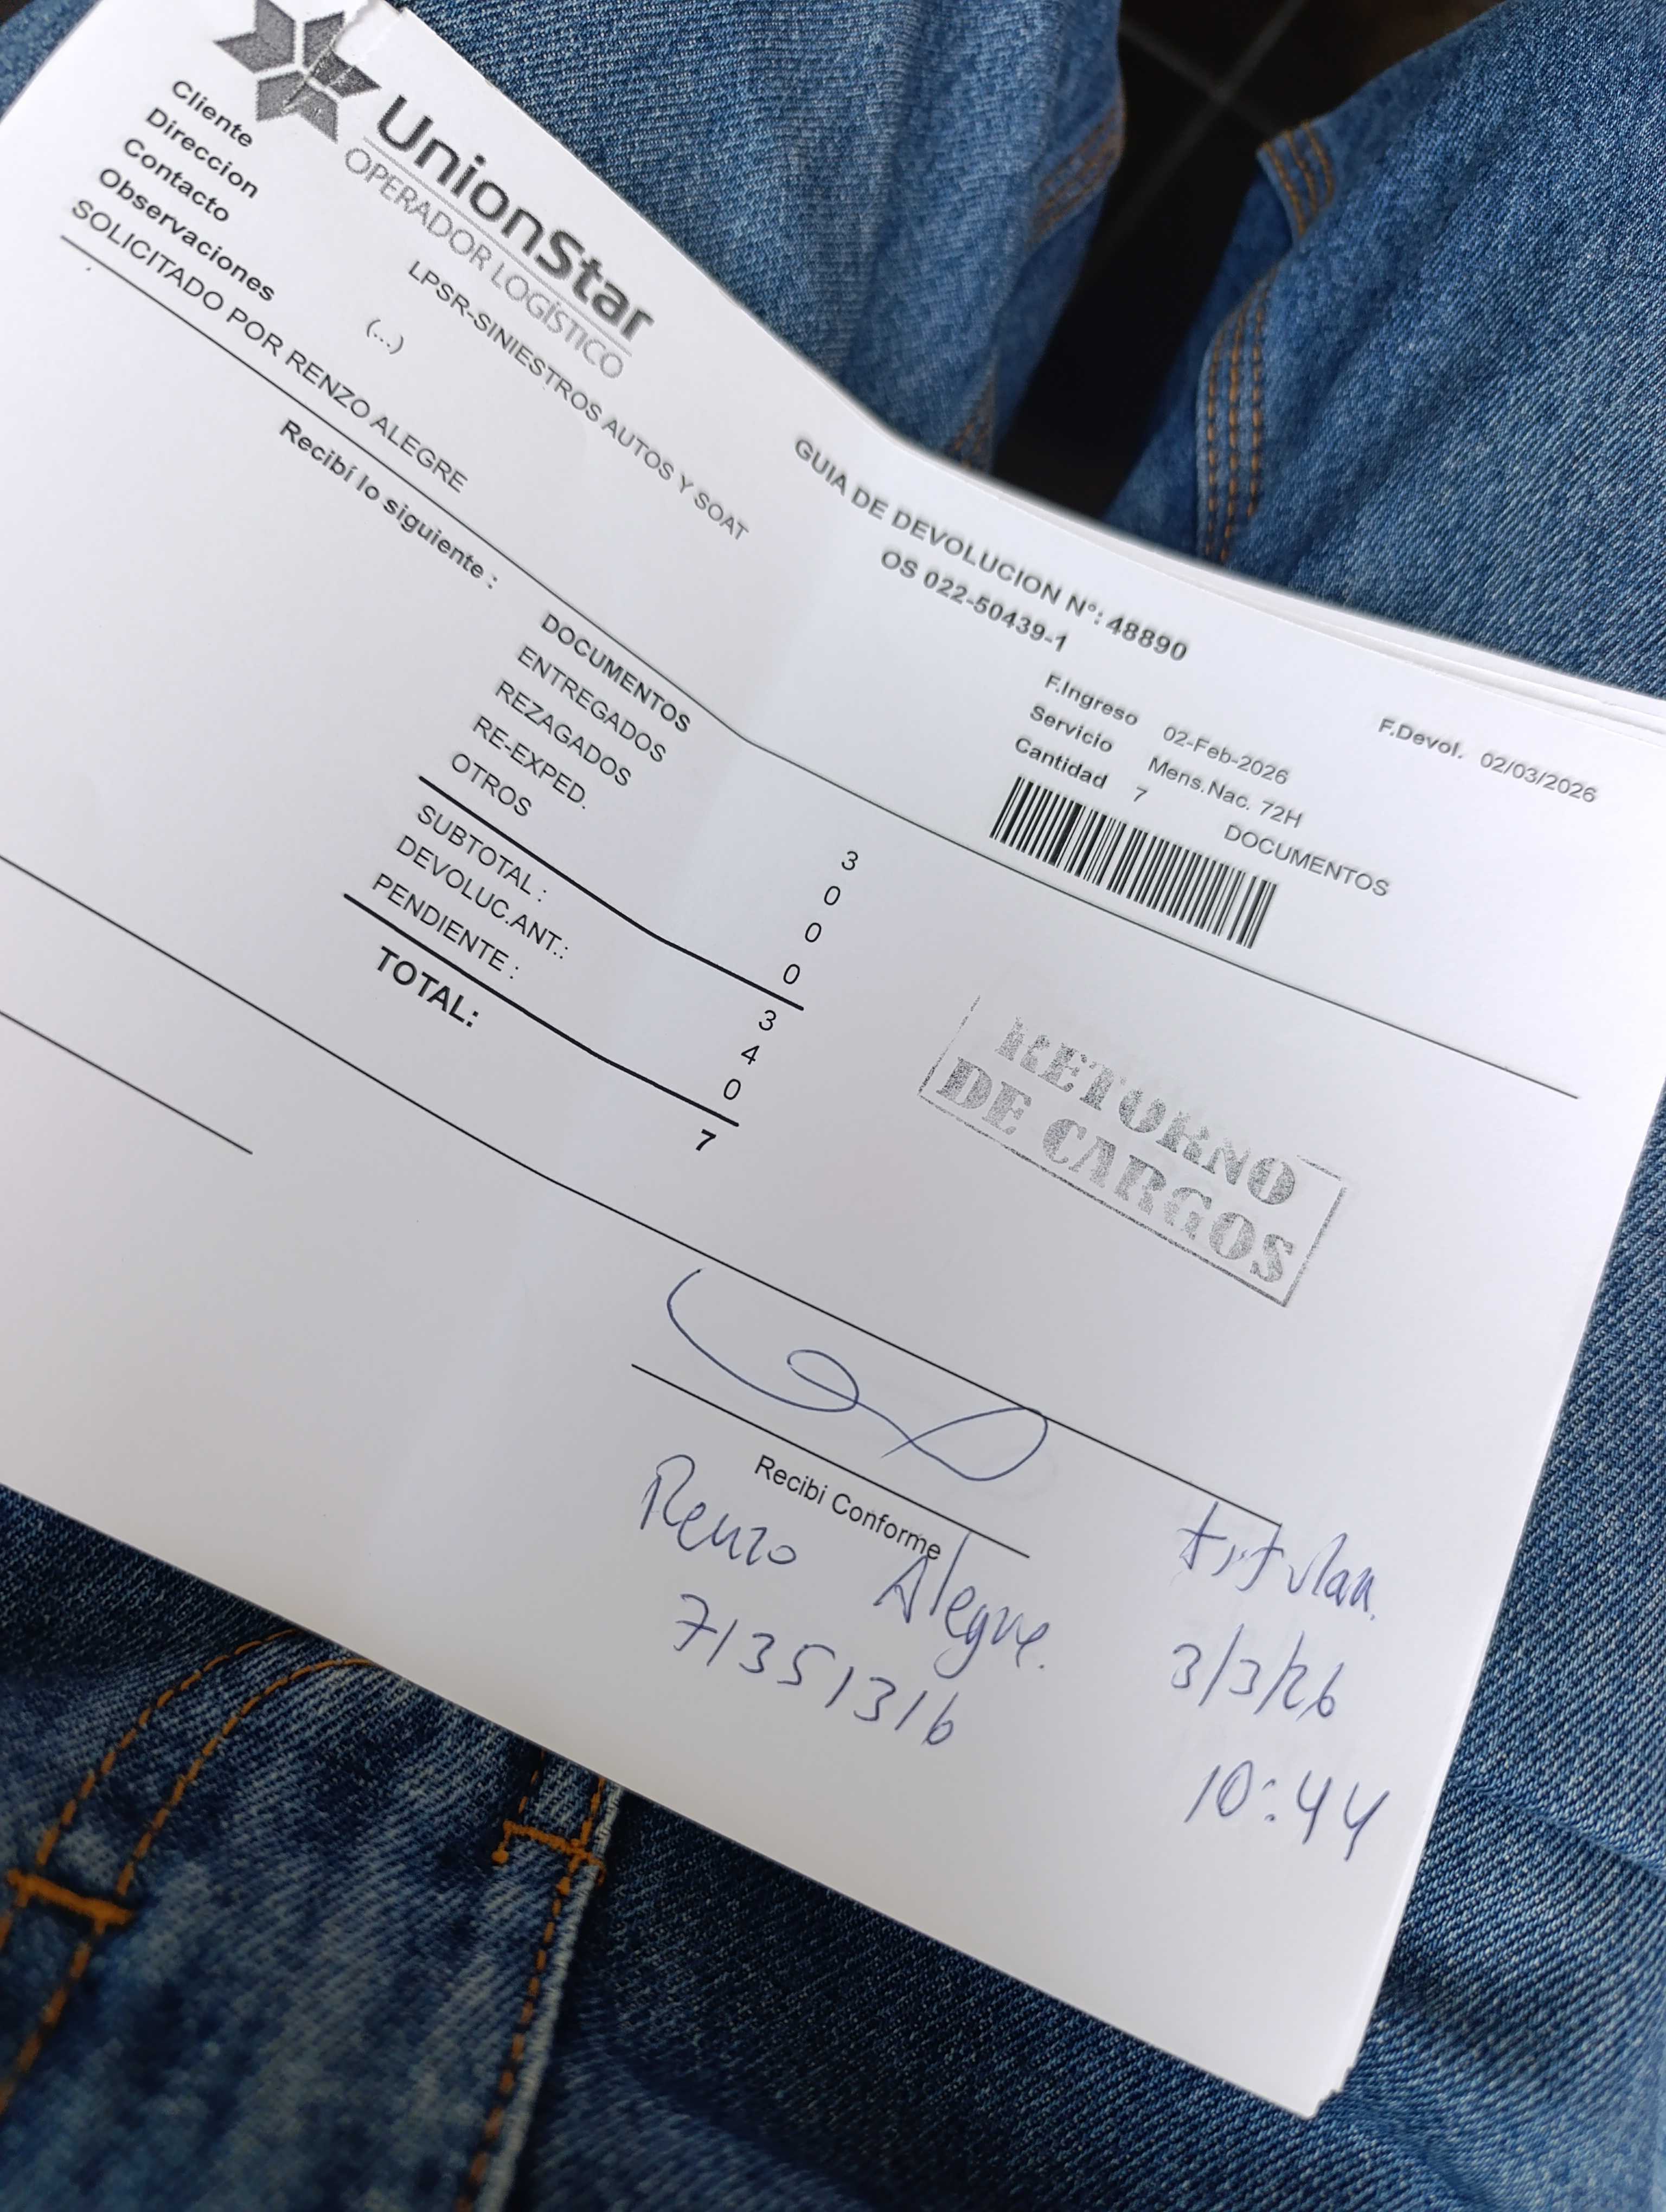 UnionStar
OPERADOR LOGÍSTICO
GUIA DE DEVOLUCION Nº: 48890
OS 022-50439-1
F.Devol. 02/03/2026
Cliente LPSR-SINIESTROS AUTOS Y SOAT
Direccion
Contacto (...)
Observaciones
SOLICITADO POR RENZO ALEGRE
F.Ingreso 02-Feb-2026
Servicio Mens.Nac. 72H
Cantidad 7 DOCUMENTOS
Recibí lo siguiente :
DOCUMENTOS
ENTREGADOS 3
REZAGADOS 0
RE-EXPED. 0
OTROS 0
SUBTOTAL : 3
DEVOLUC.ANT.: 4
PENDIENTE : 0
TOTAL: 7
RETORNO
DE CARGOS
Recibi Conforme
Renzo Alegre.
71351316
titular.
3/3/26
10:44